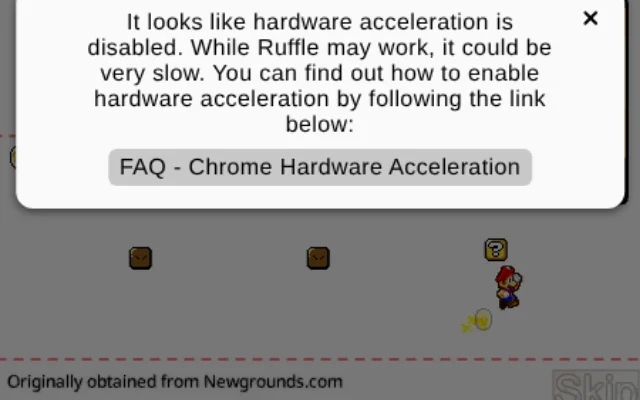 It looks like hardware acceleration is
disabled. While Ruffle may work, it could be
very slow. You can find out how to enable
hardware acceleration by following the link
below:
FAQ - Chrome Hardware Acceleration
?
Originally obtained from Newgrounds.com
Skip